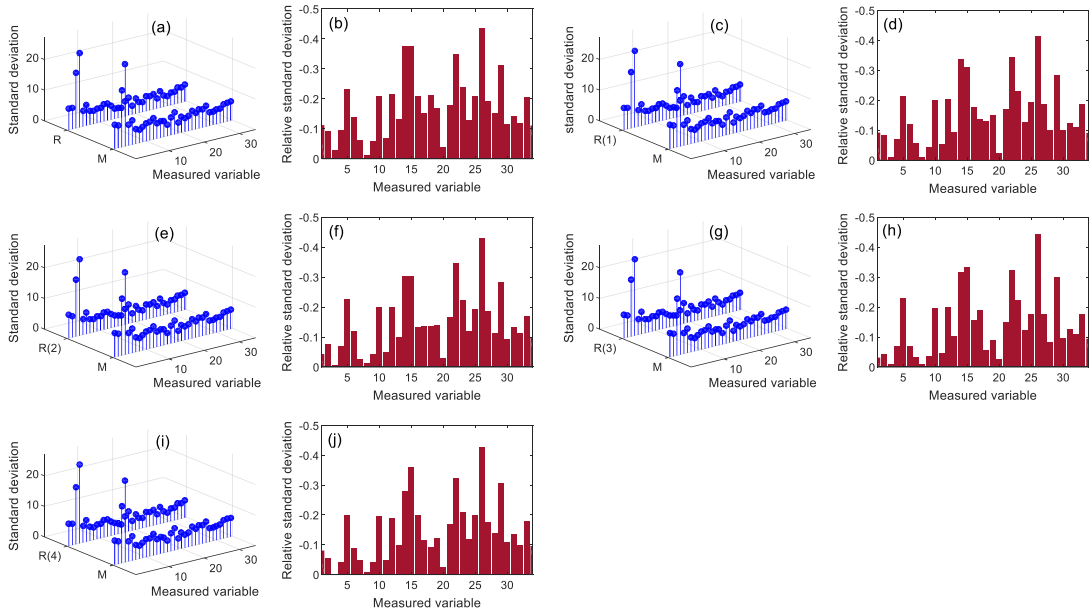 (a)
Standard deviation
20
10
0
R
M
10
20
30
Measured variable
(b)
Relative standard deviation
-0.5
-0.4
-0.3
-0.2
-0.1
0
5 10 15 20 25 30
Measured variable
(c)
standard deviation
20
10
0
R(1)
M
10
20
30
Measured variable
(d)
Relative standard deviation
-0.5
-0.4
-0.3
-0.2
-0.1
0
5 10 15 20 25 30
Measured variable
(e)
Standard deviation
20
10
0
R(2)
M
10
20
30
Measured variable
(f)
Relative standard deviation
-0.5
-0.4
-0.3
-0.2
-0.1
0
5 10 15 20 25 30
Measured variable
(g)
Standard deviation
20
10
0
R(3)
M
10
20
30
Measured variable
(h)
Relative standard deviation
-0.5
-0.4
-0.3
-0.2
-0.1
0
5 10 15 20 25 30
Measured variable
(i)
Standard deviation
20
10
0
R(4)
M
10
20
30
Measured variable
(j)
Relative standard deviation
-0.5
-0.4
-0.3
-0.2
-0.1
0
5 10 15 20 25 30
Measured variable